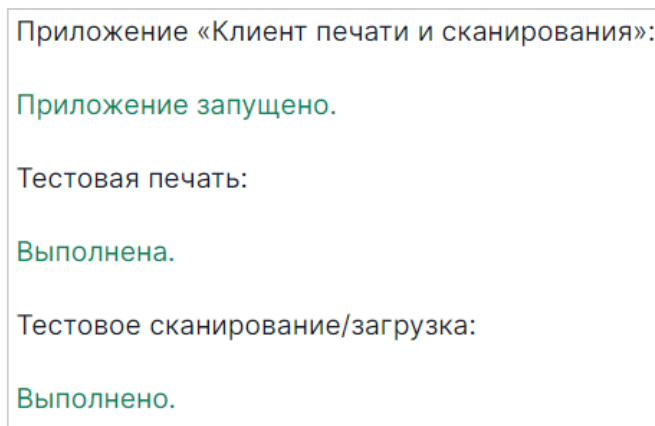 Приложение «Клиент печати и сканирования»:
Приложение запущено.
Тестовая печать:
Выполнена.
Тестовое сканирование/загрузка:
Выполнено.